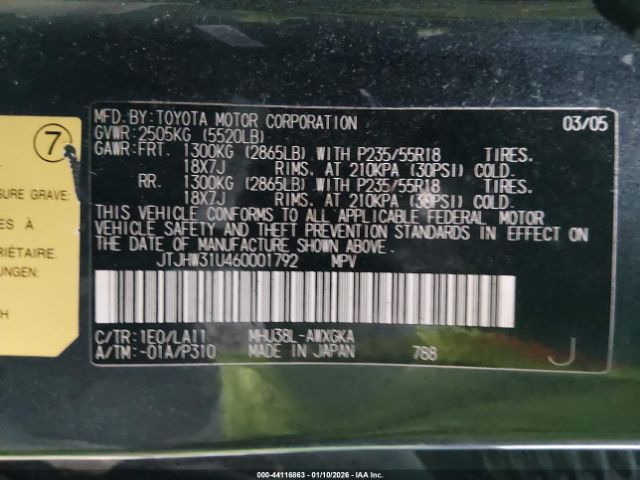 7
SURE GRAVE
ES À
RIÉTAIRE.
UNGEN:
H
MFD. BY: TOYOTA MOTOR CORPORATION 03/05
GVWR: 2505KG (5520LB)
GAWR: FRT. 1300KG (2865LB) WITH P235/55R18 TIRES.
18X7J RIMS, AT 210KPA (30PSI) COLD.
RR. 1300KG (2865LB) WITH P235/55R18 TIRES.
18X7J RIMS, AT 210KPA (30PSI) COLD.
THIS VEHICLE CONFORMS TO ALL APPLICABLE FEDERAL MOTOR
VEHICLE SAFETY AND THEFT PREVENTION STANDARDS IN EFFECT ON
THE DATE OF MANUFACTURE SHOWN ABOVE.
JTJHW31U460001792 MPV
C/TR: 1E0/LA11 MHU38L-AWXGKA
A/TM: -01A/P310 MADE IN JAPAN 788 J
000-44116863 - 01/10/2026 - IAA Inc.